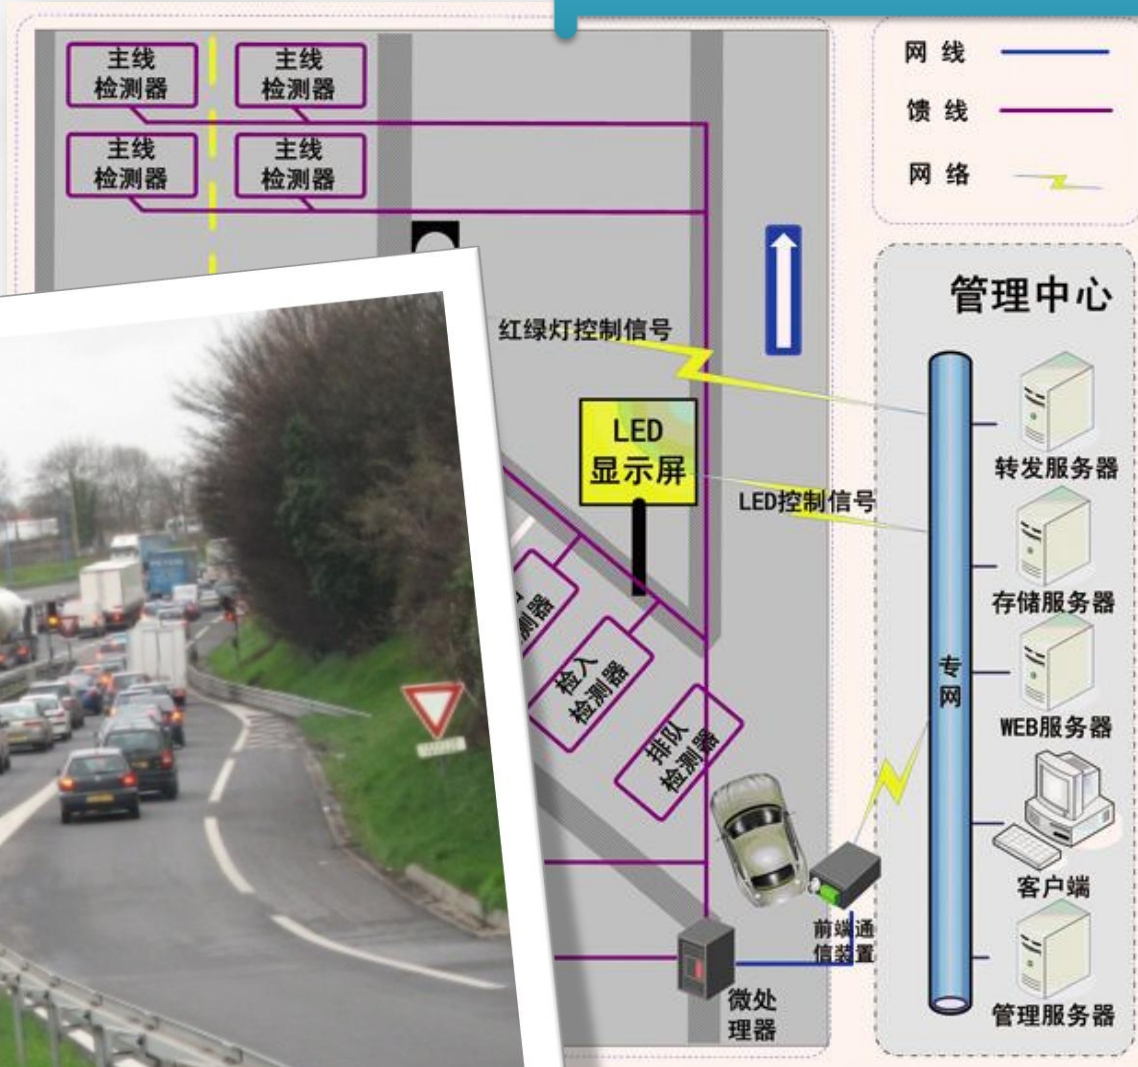 主线
检测器
主线
检测器
主线
检测器
主线
检测器
红绿灯控制信号
LED
显示屏
LED控制信号
测器
检入
检测器
排队
检测器
前端通
信装置
微处
理器
网 线
馈 线
网 络
管理中心
专
网
转发服务器
存储服务器
WEB服务器
客户端
管理服务器